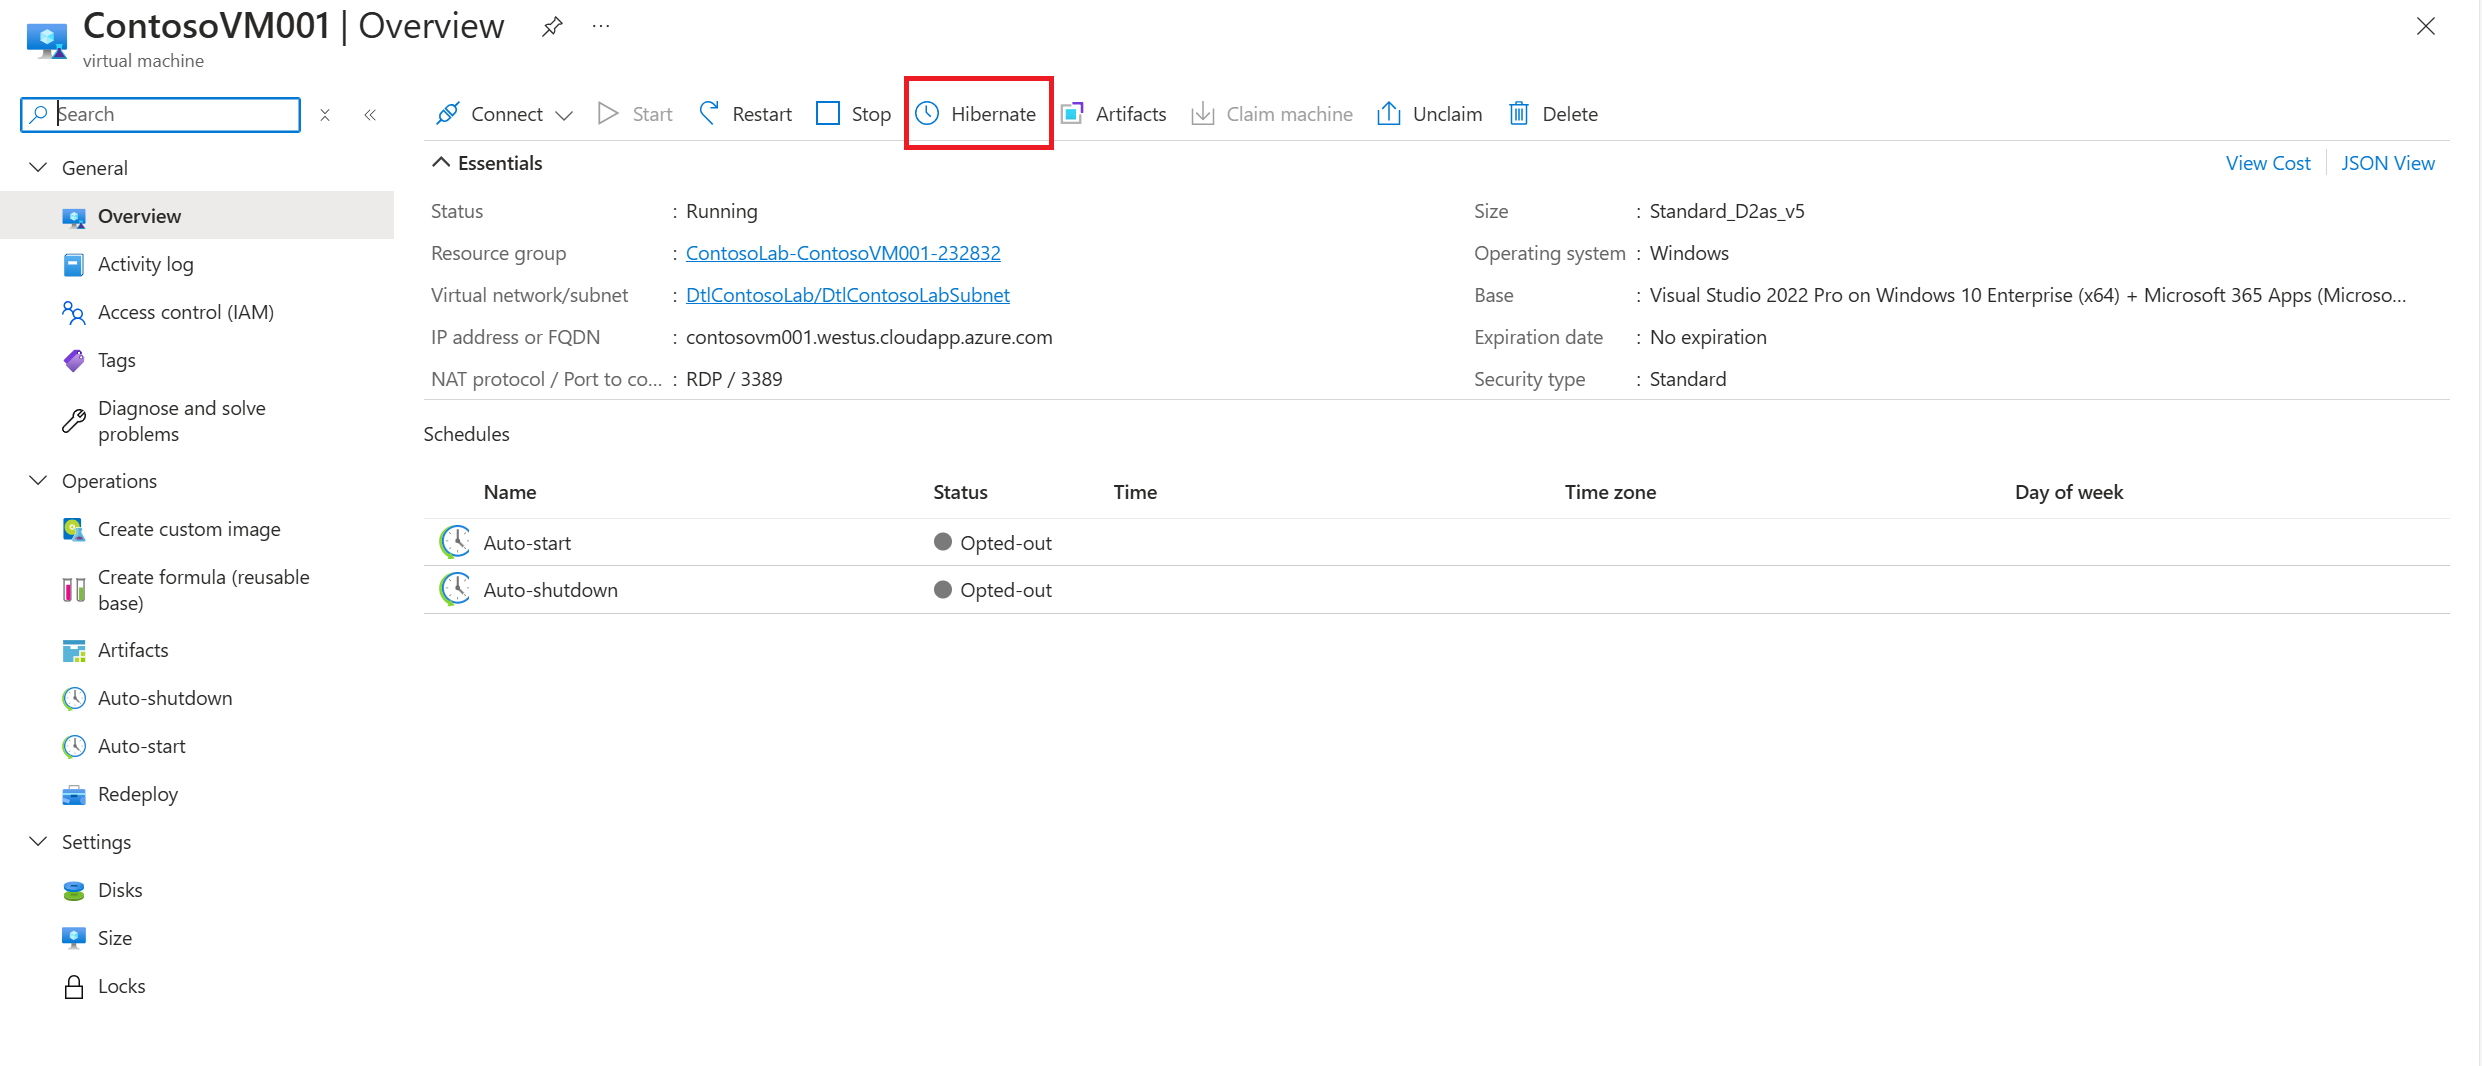 ContosoVM001 | Overview
virtual machine
Search
Connect Start Restart Stop Hibernate Artifacts Claim machine Unclaim Delete
General
Overview
Activity log
Access control (IAM)
Tags
Diagnose and solve
problems
Operations
Create custom image
Create formula (reusable
base)
Artifacts
Auto-shutdown
Auto-start
Redeploy
Settings
Disks
Size
Locks
Essentials
View Cost JSON View
Status : Running
Resource group : ContosoLab-ContosoVM001-232832
Virtual network/subnet : DtlContosoLab/DtlContosoLabSubnet
IP address or FQDN : contosovm001.westus.cloudapp.azure.com
NAT protocol / Port to co... : RDP / 3389
Size : Standard_D2as_v5
Operating system : Windows
Base : Visual Studio 2022 Pro on Windows 10 Enterprise (x64) + Microsoft 365 Apps (Microso...
Expiration date : No expiration
Security type : Standard
Schedules
Name Status Time Time zone Day of week
Auto-start Opted-out
Auto-shutdown Opted-out